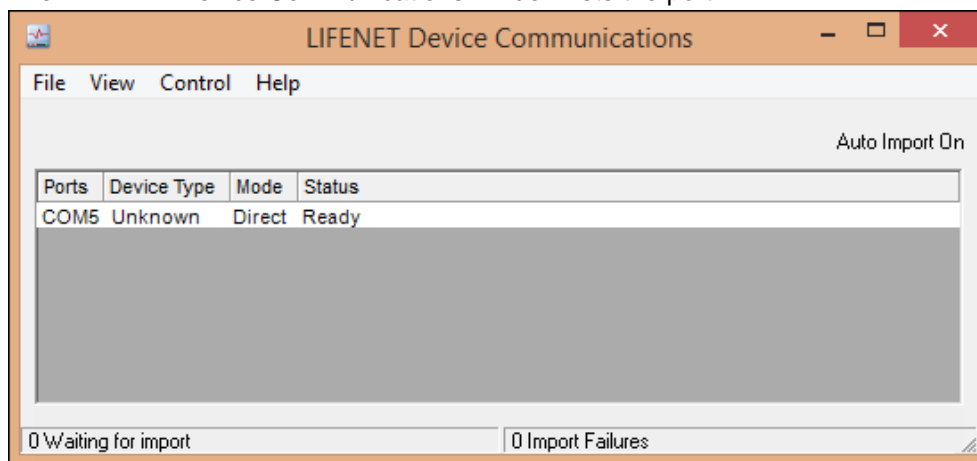 LIFENET Device Communications
File View Control Help
Auto Import On
Ports Device Type Mode Status
COM5 Unknown Direct Ready
0 Waiting for import 0 Import Failures